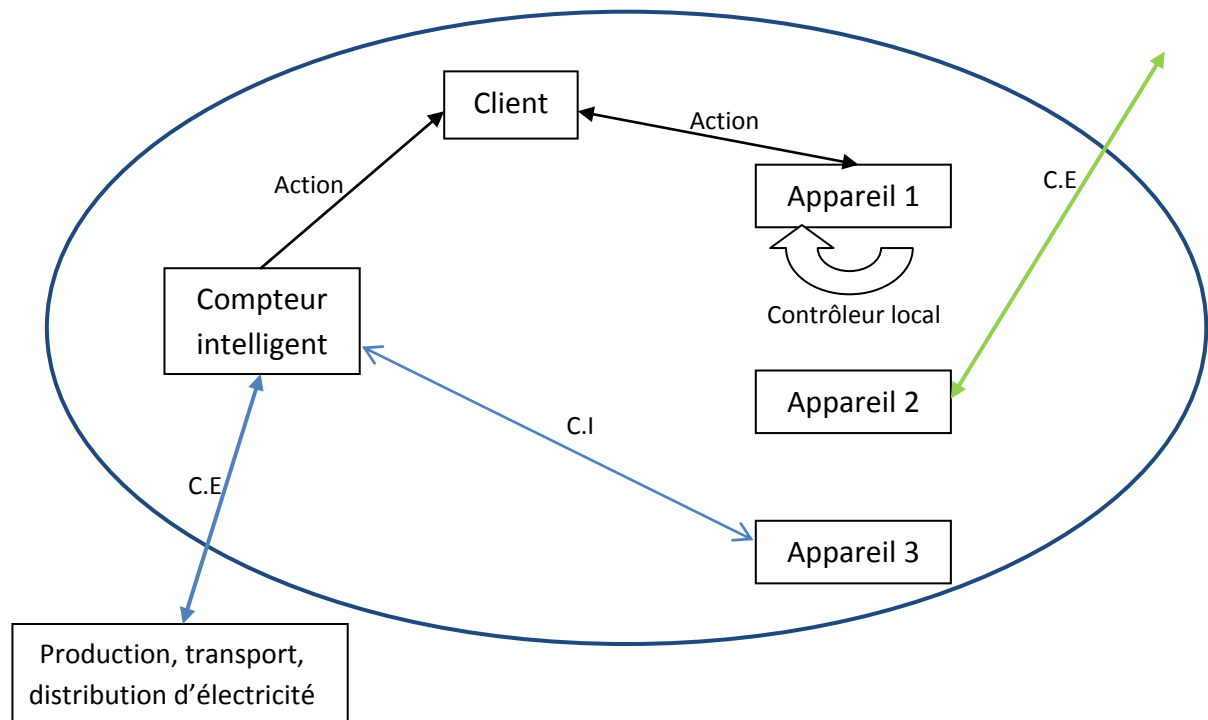 Client
Action
Action
Appareil 1
C.E
Compteur
intelligent
Contrôleur local
Appareil 2
C.I
C.E
Appareil 3
Production, transport,
distribution d’électricité